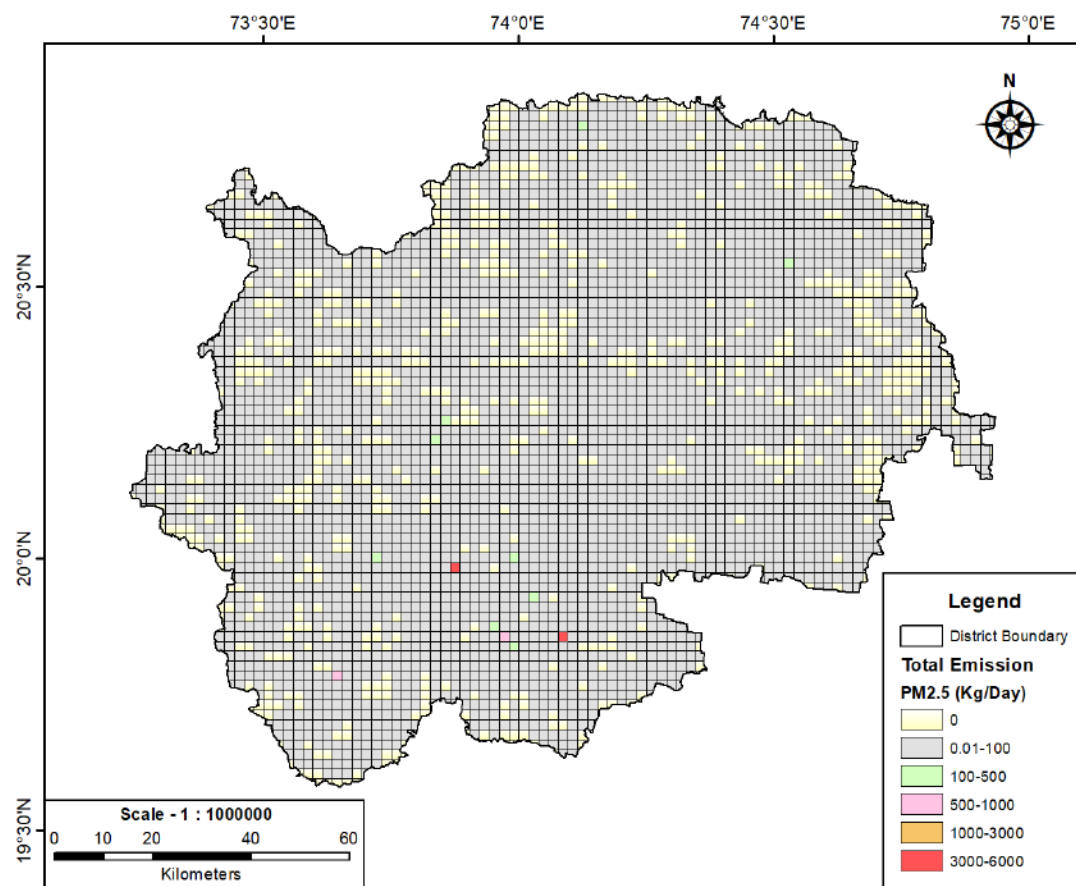 73°30'E 74°0'E 74°30'E 75°0'E
N
20°30'N
20°0'N
19°30'N
Legend
District Boundary
Total Emission
PM2.5 (Kg/Day)
0
0.01-100
100-500
500-1000
1000-3000
3000-6000
Scale - 1 : 1000000
0 10 20 40 60
Kilometers